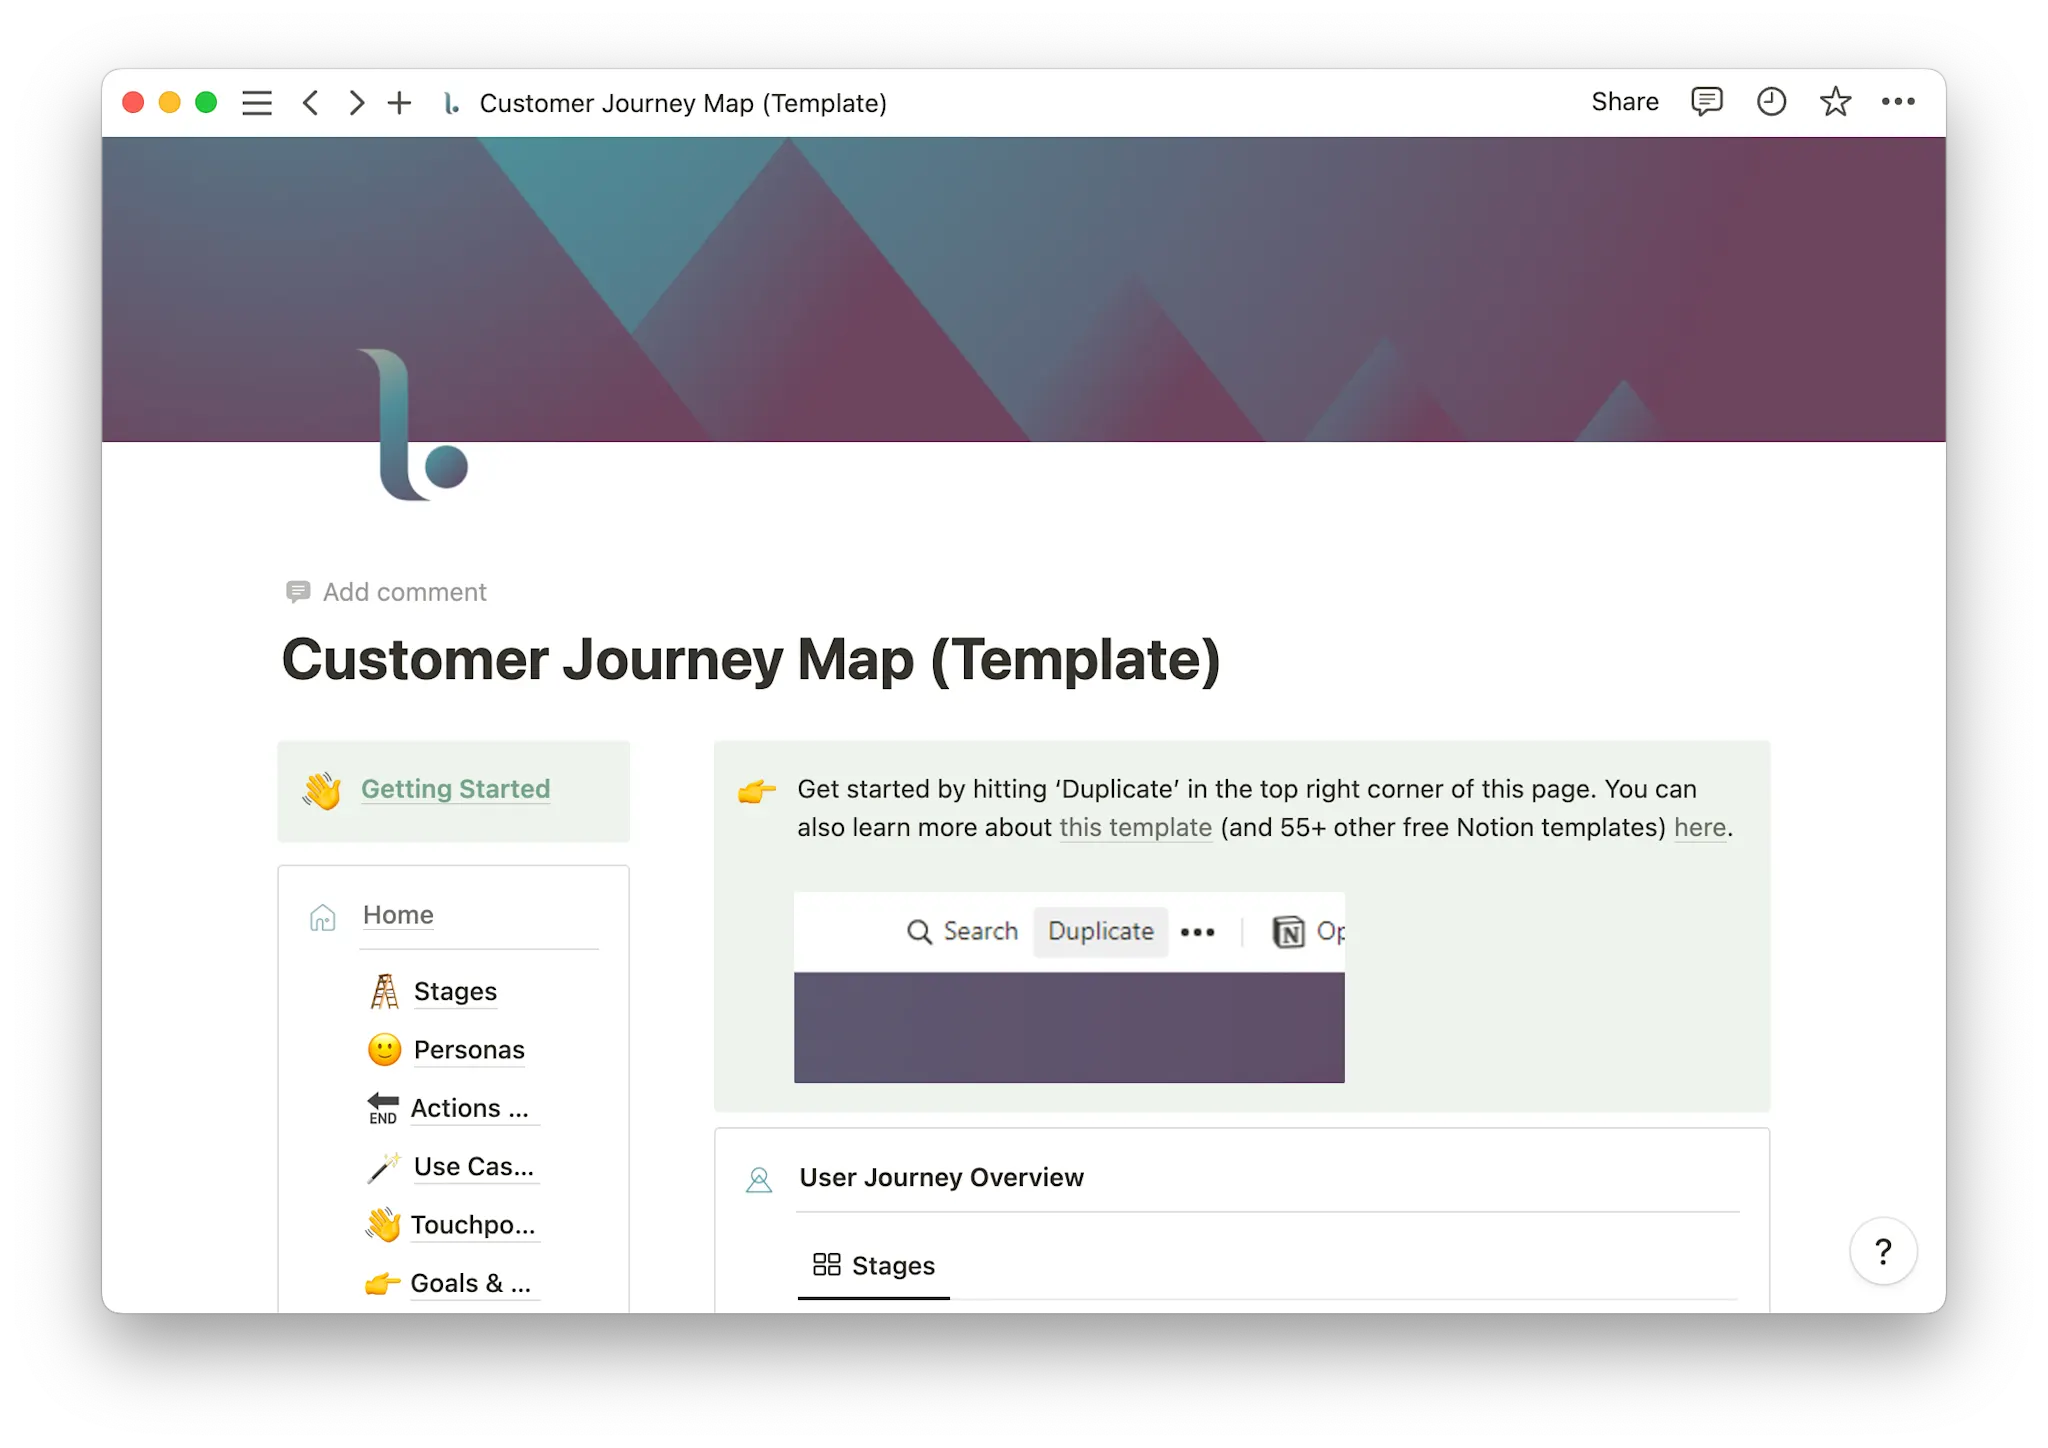 Customer Journey Map (Template)
Share
Add comment
Customer Journey Map (Template)
Getting Started
Home
Stages
Personas
END
Actions ...
Use Cas...
Touchpo...
Goals & ...
Get started by hitting ‘Duplicate’ in the top right corner of this page. You can
also learn more about this template (and 55+ other free Notion templates) here.
Search Duplicate ••• N Op
User Journey Overview
Stages
?